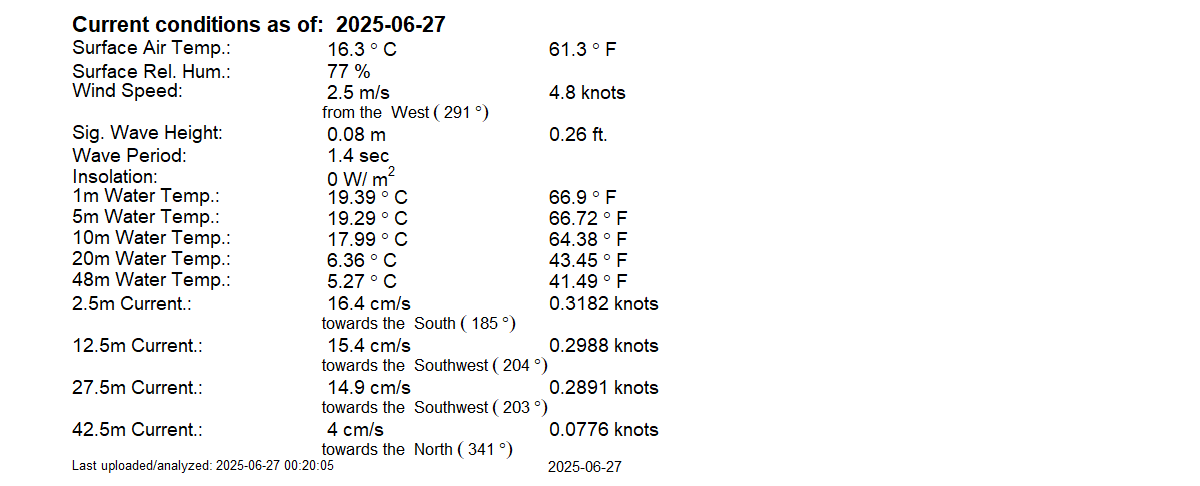 Current conditions as of: 2025-06-27
Surface Air Temp.: 16.3 ° C 61.3 ° F
Surface Rel. Hum.: 77 %
Wind Speed: 2.5 m/s 4.8 knots
from the West ( 291 °)
Sig. Wave Height: 0.08 m 0.26 ft.
Wave Period: 1.4 sec
Insolation: 0 W/ m²
1m Water Temp.: 19.39 ° C 66.9 ° F
5m Water Temp.: 19.29 ° C 66.72 ° F
10m Water Temp.: 17.99 ° C 64.38 ° F
20m Water Temp.: 6.36 ° C 43.45 ° F
48m Water Temp.: 5.27 ° C 41.49 ° F
2.5m Current.: 16.4 cm/s 0.3182 knots
towards the South ( 185 °)
12.5m Current.: 15.4 cm/s 0.2988 knots
towards the Southwest ( 204 °)
27.5m Current.: 14.9 cm/s 0.2891 knots
towards the Southwest ( 203 °)
42.5m Current.: 4 cm/s 0.0776 knots
towards the North ( 341 °)
Last uploaded/analyzed: 2025-06-27 00:20:05 2025-06-27